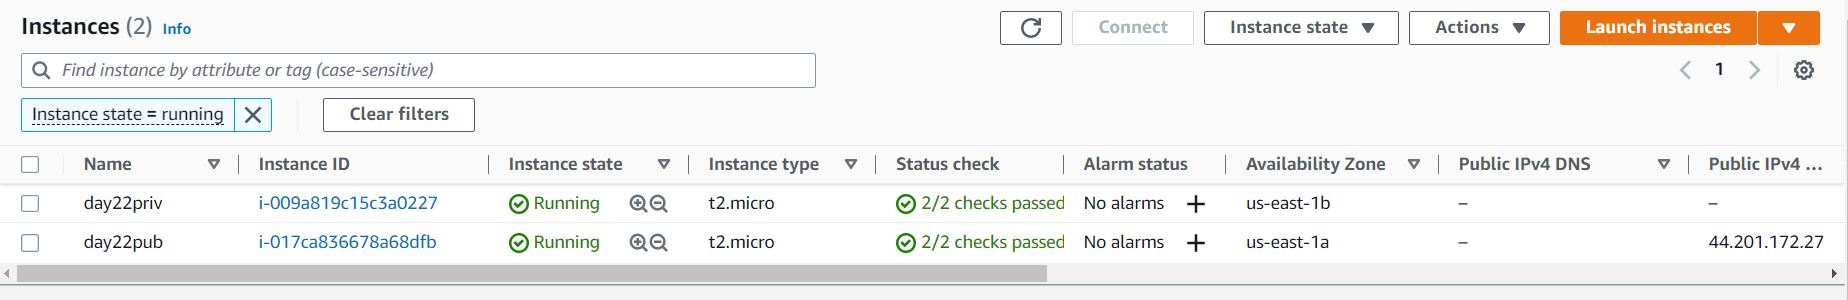 Instances (2) Info Connect Instance state Actions Launch instances
Find instance by attribute or tag (case-sensitive) 1
Instance state = running Clear filters
Name Instance ID Instance state Instance type Status check Alarm status Availability Zone Public IPv4 DNS Public IPv4 ...
day22priv i-009a819c15c3a0227 Running t2.micro 2/2 checks passed No alarms + us-east-1b – –
day22pub i-017ca836678a68dfb Running t2.micro 2/2 checks passed No alarms + us-east-1a – 44.201.172.27